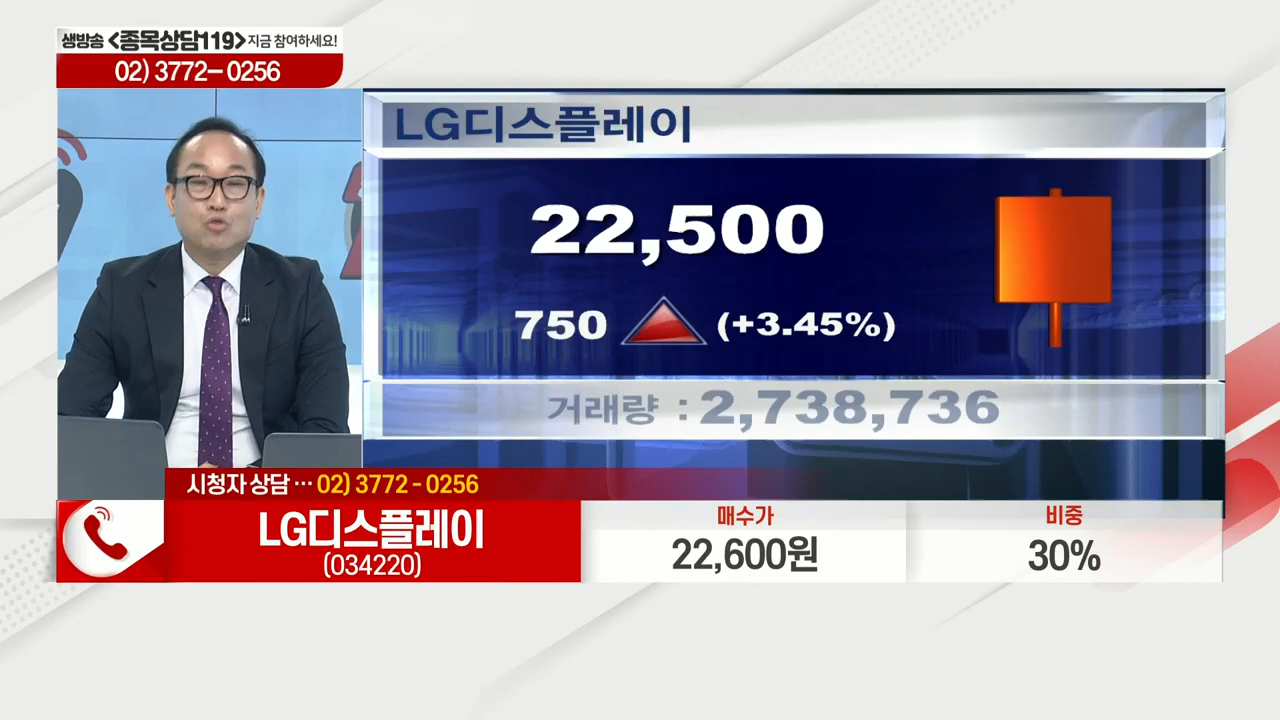 생방송 <종목상담119> 지금 참여하세요!
02) 3772-0256
LG디스플레이
22,500
750 (+3.45%)
거래량 : 2,738,736
시청자 상담 … 02) 3772-0256
LG디스플레이
(034220)
매수가
22,600원
비중
30%